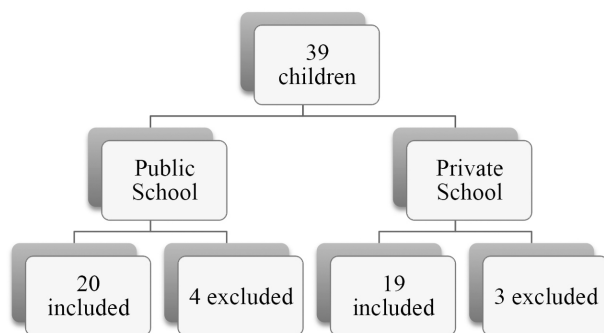 39
children
Public
School
Private
School
20
included
4 excluded
19
included
3 excluded